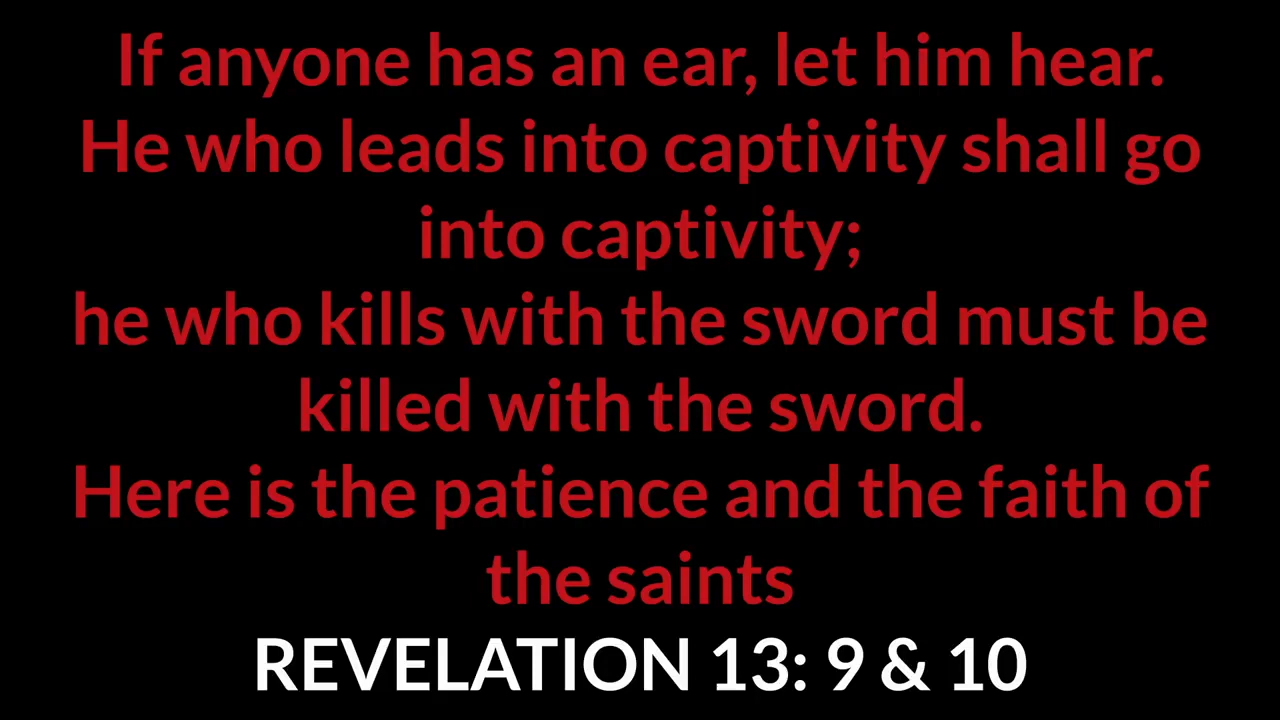 If anyone has an ear, let him hear.
He who leads into captivity shall go
into captivity;
he who kills with the sword must be
killed with the sword.
Here is the patience and the faith of
the saints
REVELATION 13: 9 & 10